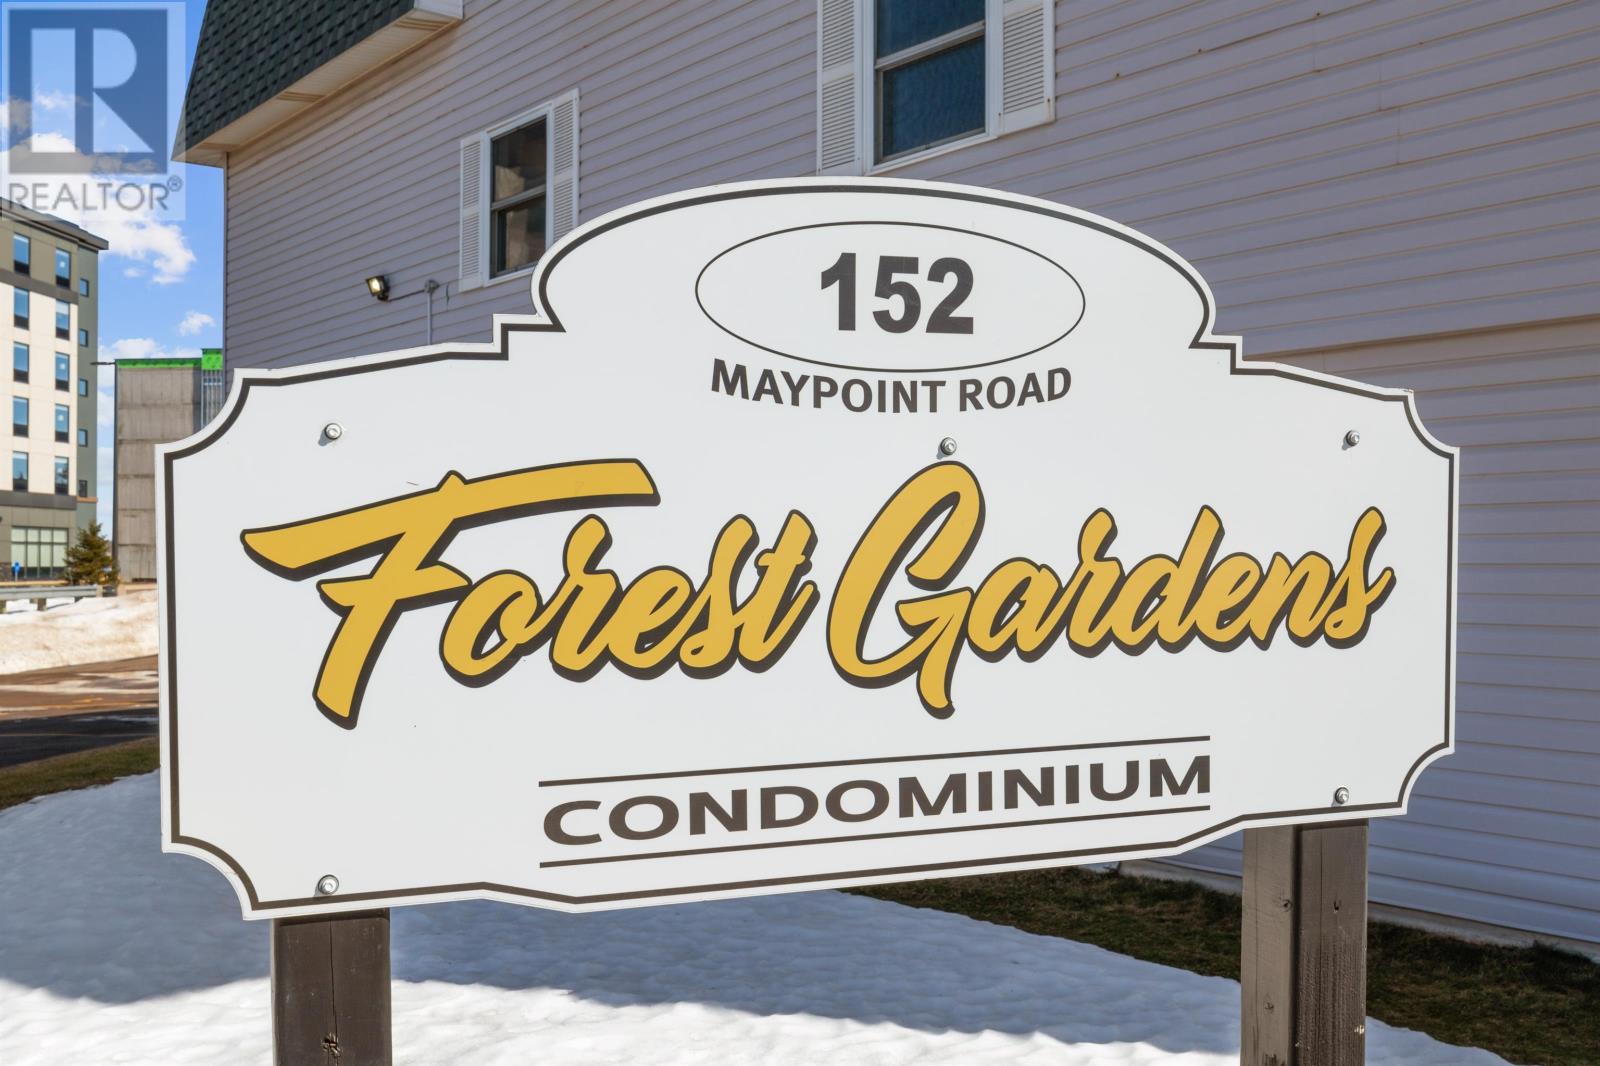 REALTOR®
152
MAYPOINT ROAD
Forest Gardens
CONDOMINIUM